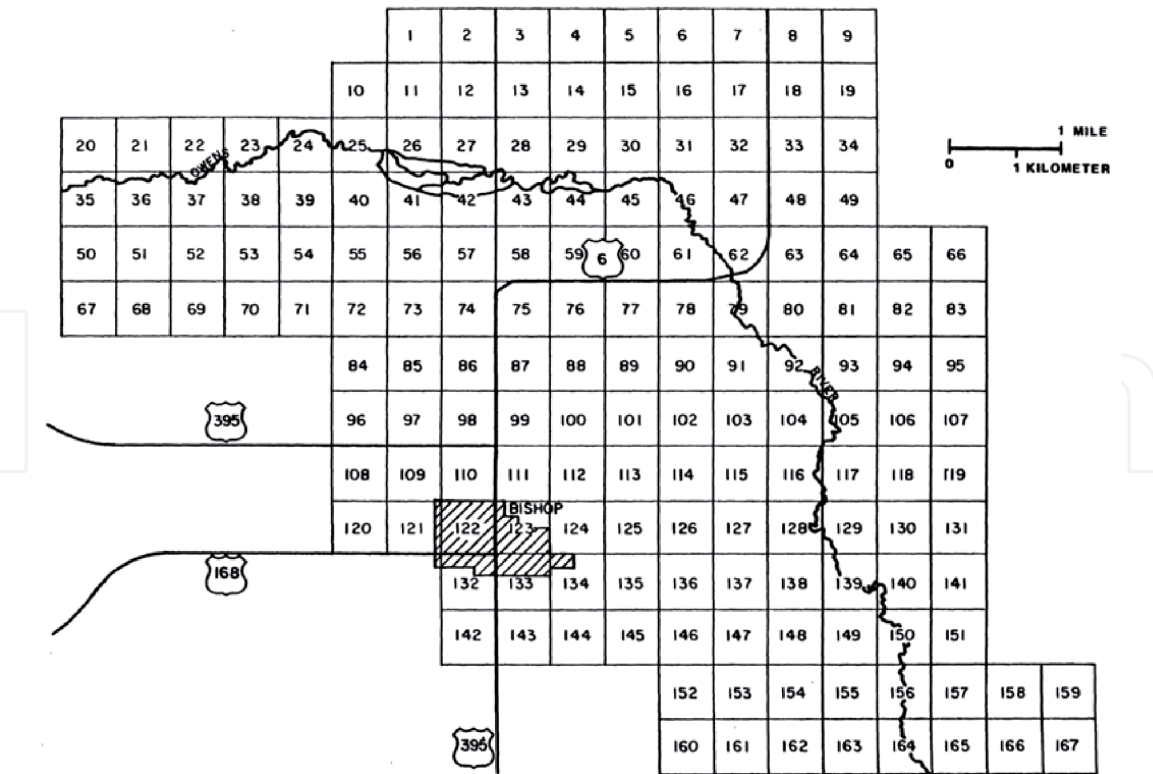 1 2 3 4 5 6 7 8 9
10 11 12 13 14 15 16 17 18 19
1 MILE
0
1 KILOMETER
20 21 22 23 24 25 26 27 28 29 30 31 32 33 34
OWENS
35 36 37 38 39 40 41 42 43 44 45 46 47 48 49
50 51 52 53 54 55 56 57 58 59 6 60 61 62 63 64 65 66
67 68 69 70 71 72 73 74 75 76 77 78 79 80 81 82 83
84 85 86 87 88 89 90 91 92 93 94 95
RIVER
395 96 97 98 99 100 101 102 103 104 105 106 107
108 109 110 111 112 113 114 115 116 117 118 119
BISHOP
120 121 122 123 124 125 126 127 128 129 130 131
168 132 133 134 135 136 137 138 139 140 141
142 143 144 145 146 147 148 149 150 151
152 153 154 155 156 157 158 159
395 160 161 162 163 164 165 166 167